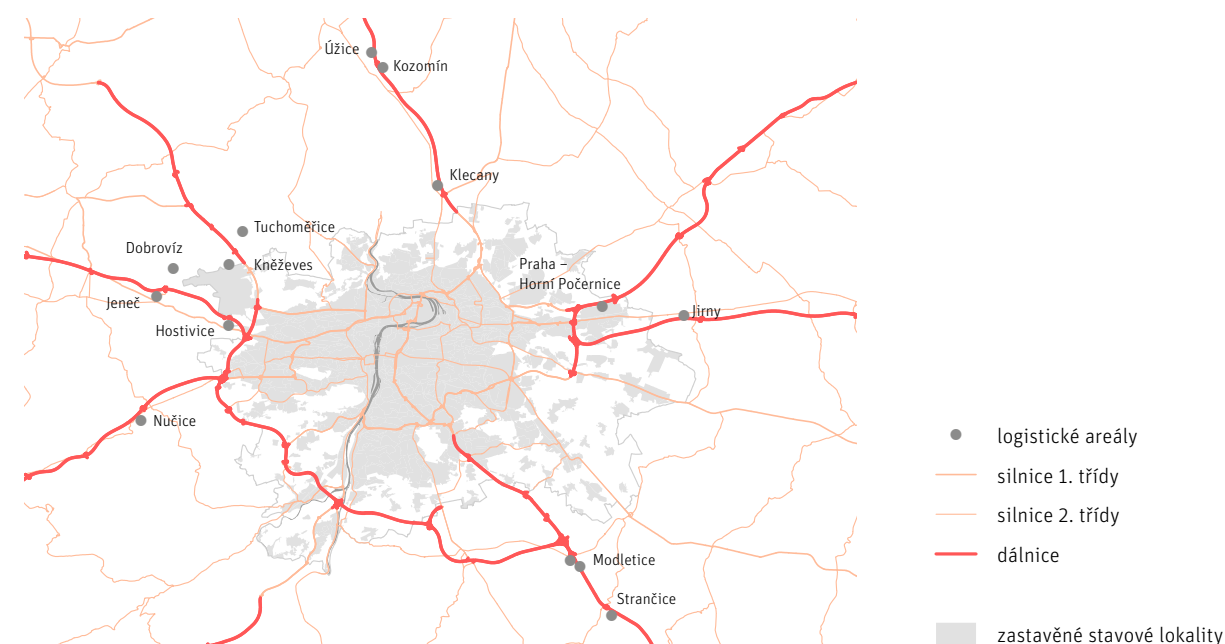 Úžice
Kozomín
Klecany
Tuchoměřice
Dobrovíz
Kněževes
Praha –
Horní Počernice
Jeneč
Jirny
Hostivice
Nučice
Modletice
Strančice
logistické areály
silnice 1. třídy
silnice 2. třídy
dálnice
zastavěné stavové lokality